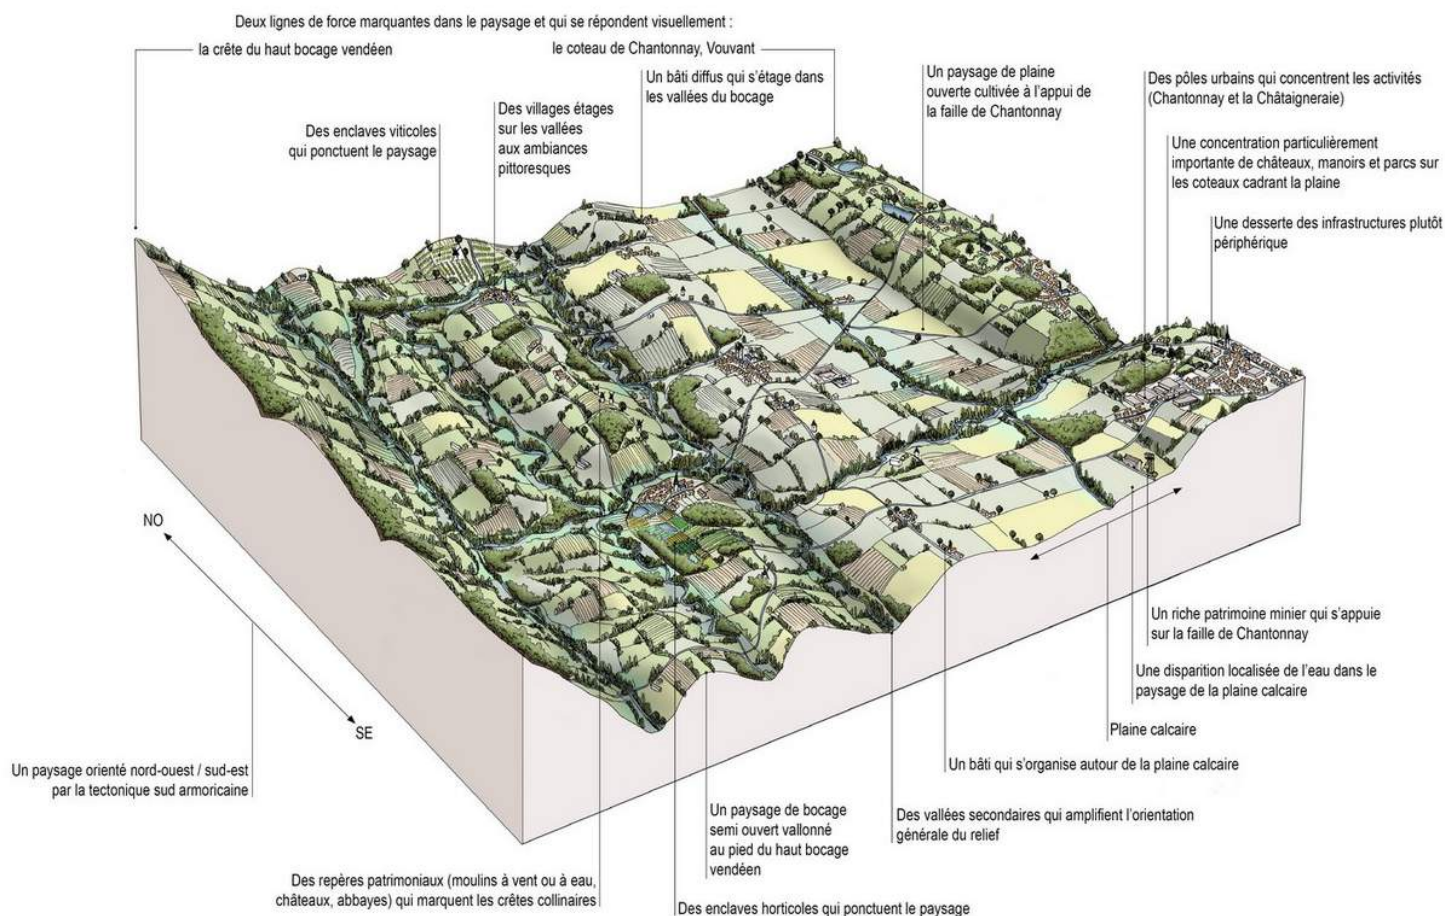 Deux lignes de force marquantes dans le paysage et qui se répondent visuellement :
la crête du haut bocage vendéen
le coteau de Chantonnay, Vouvant
Un bâti diffus qui s'étage dans
les vallées du bocage
Un paysage de plaine
ouverte cultivée à l'appui de
la faille de Chantonnay
Des pôles urbains qui concentrent les activités
(Chantonnay et la Châtaigneraie)
Des enclaves viticoles
qui ponctuent le paysage
Des villages étages
sur les vallées
aux ambiances
pittoresques
Une concentration particulièrement
importante de châteaux, manoirs et parcs sur
les coteaux cadrant la plaine
Une desserte des infrastructures plutôt
périphérique
NO
SE
Un paysage orienté nord-ouest / sud-est
par la tectonique sud armoricaine
Un riche patrimoine minier qui s'appuie
sur la faille de Chantonnay
Une disparition localisée de l'eau dans le
paysage de la plaine calcaire
Plaine calcaire
Un bâti qui s'organise autour de la plaine calcaire
Des vallées secondaires qui amplifient l'orientation
générale du relief
Un paysage de bocage
semi ouvert vallonné
au pied du haut bocage
vendéen
Des repères patrimoniaux (moulins à vent ou à eau,
châteaux, abbayes) qui marquent les crêtes collinaires
Des enclaves horticoles qui ponctuent le paysage